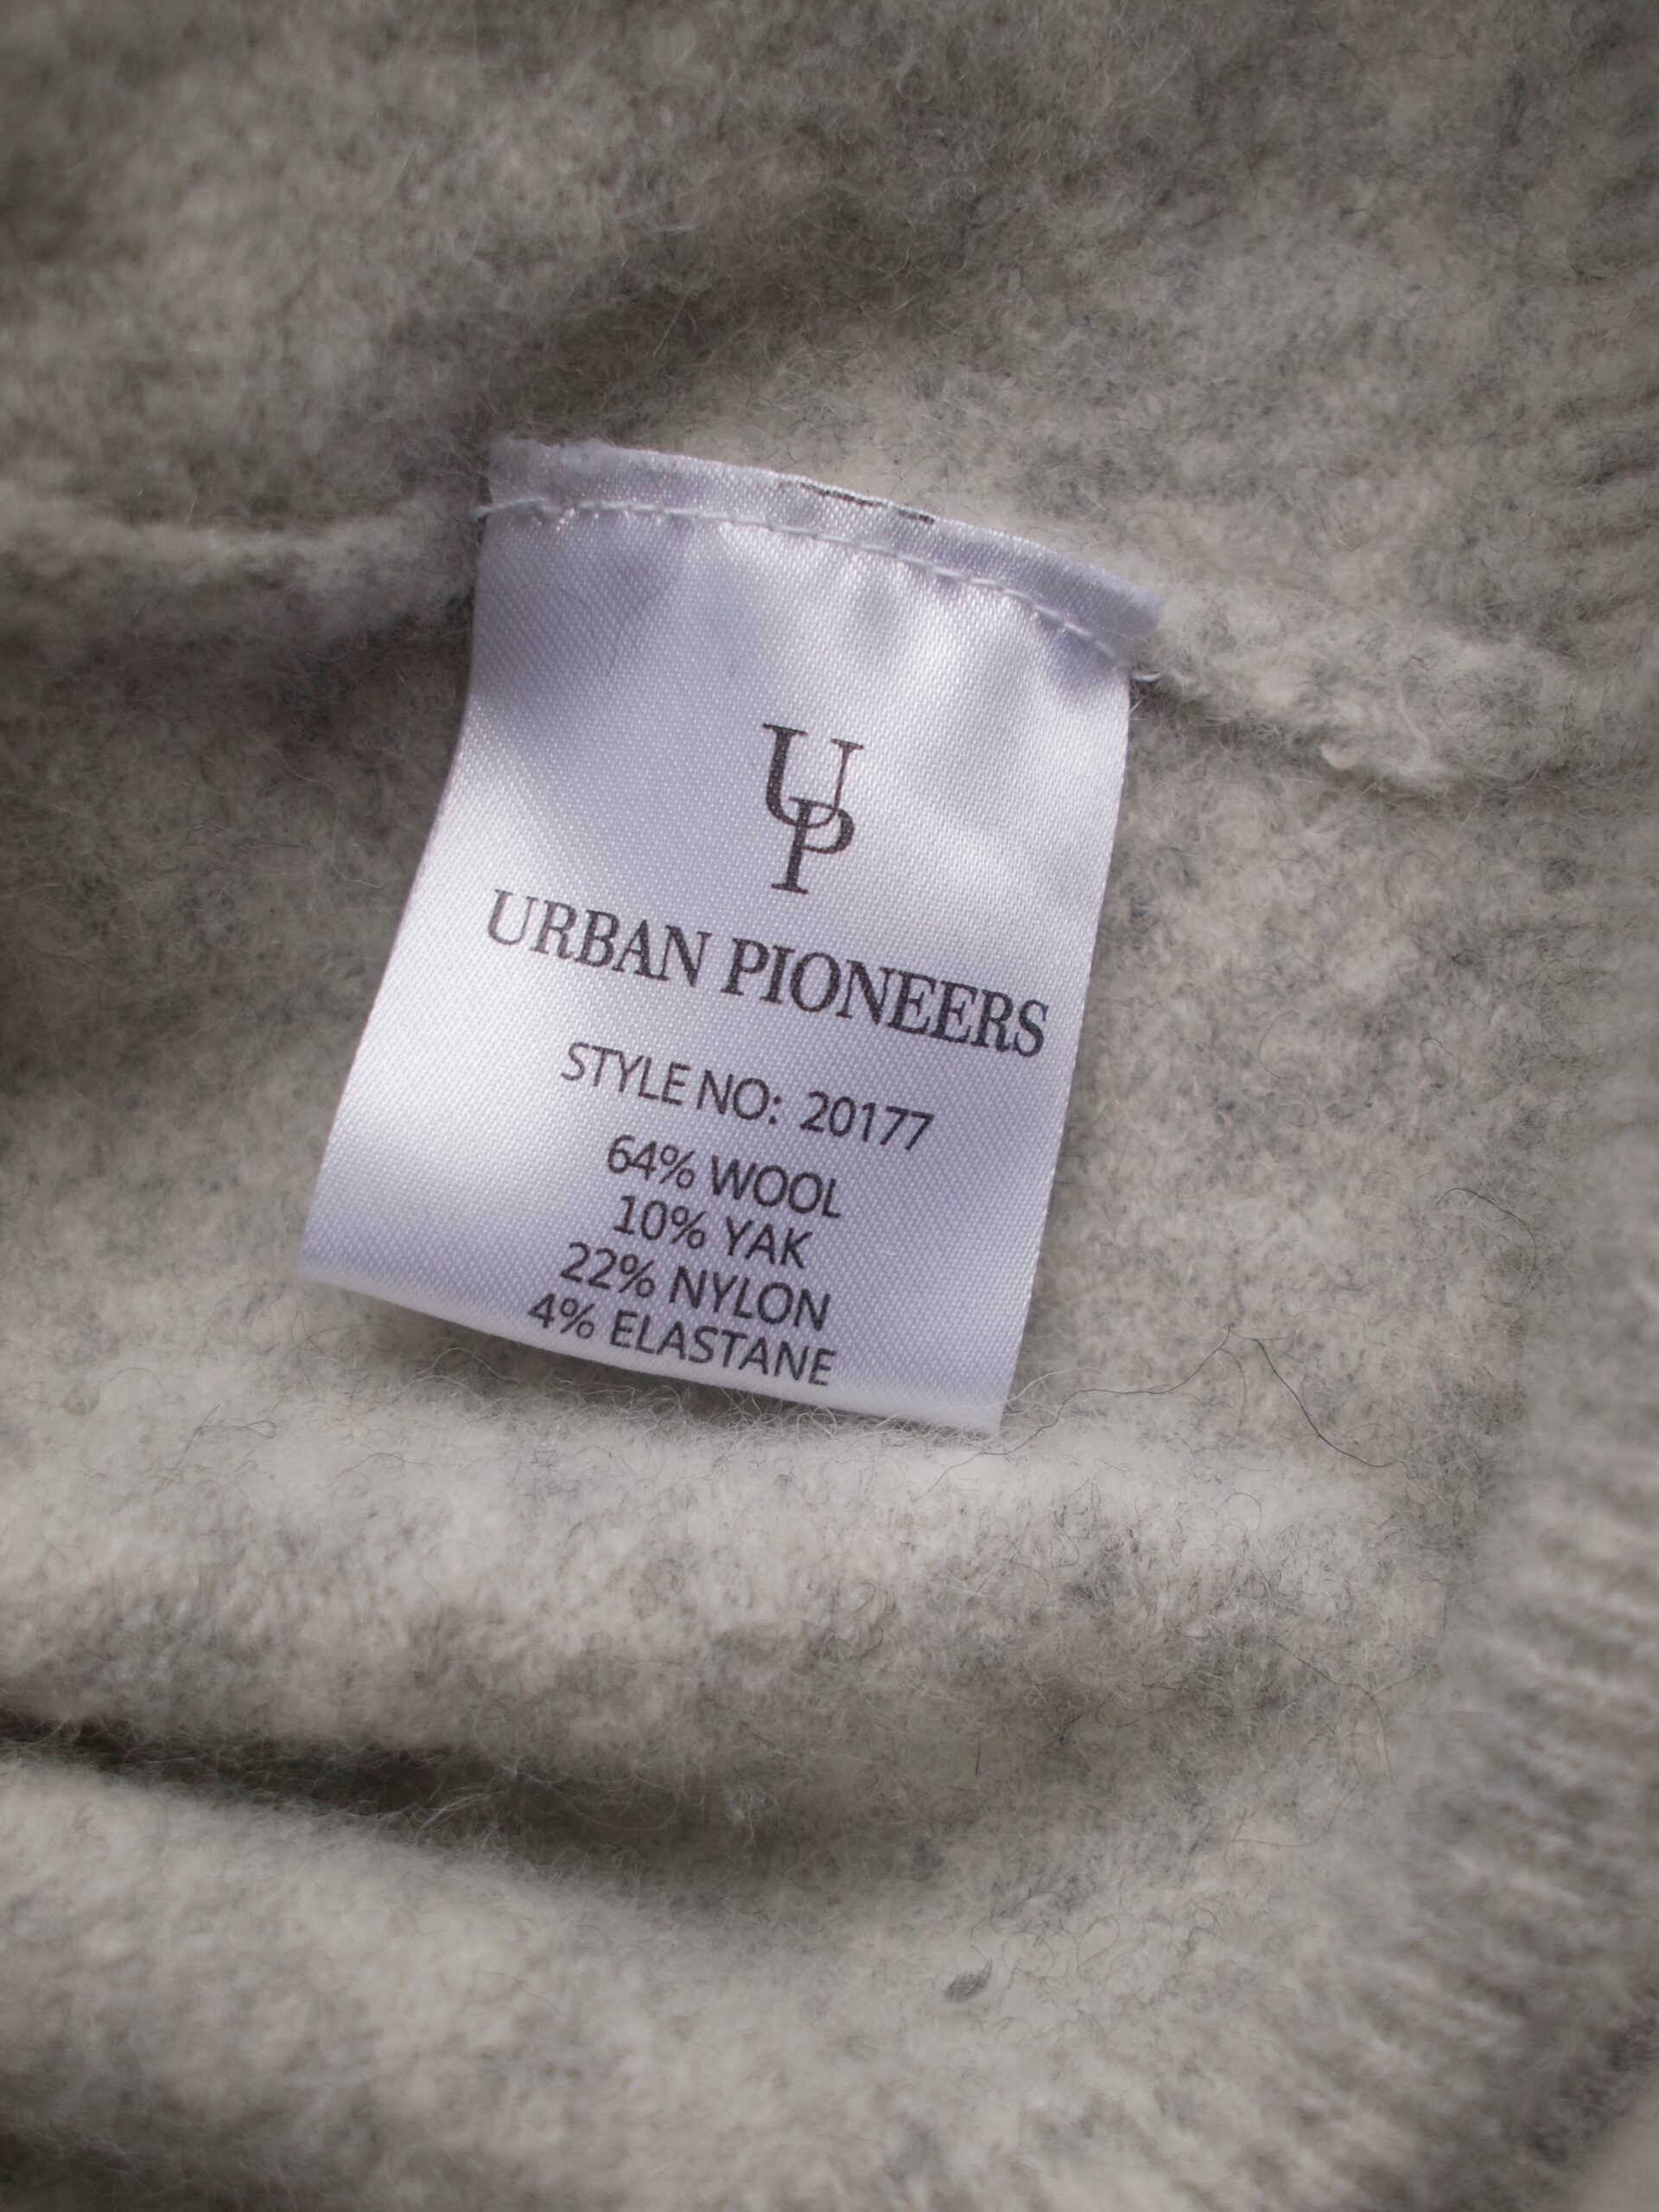 UP
URBAN PIONEERS
STYLE NO: 20177
64% WOOL
10% YAK
22% NYLON
4% ELASTANE